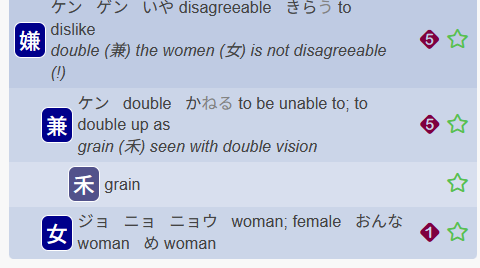 ケン ゲン いや disagreeable きらう to
dislike
嫌
double (兼) the women (女) is not disagreeable
(!)
5
ケン double かねる to be unable to; to
兼
double up as
5
grain (禾) seen with double vision
禾 grain
ジョ ニョ ニョウ woman; female おんな
女
woman め woman
1